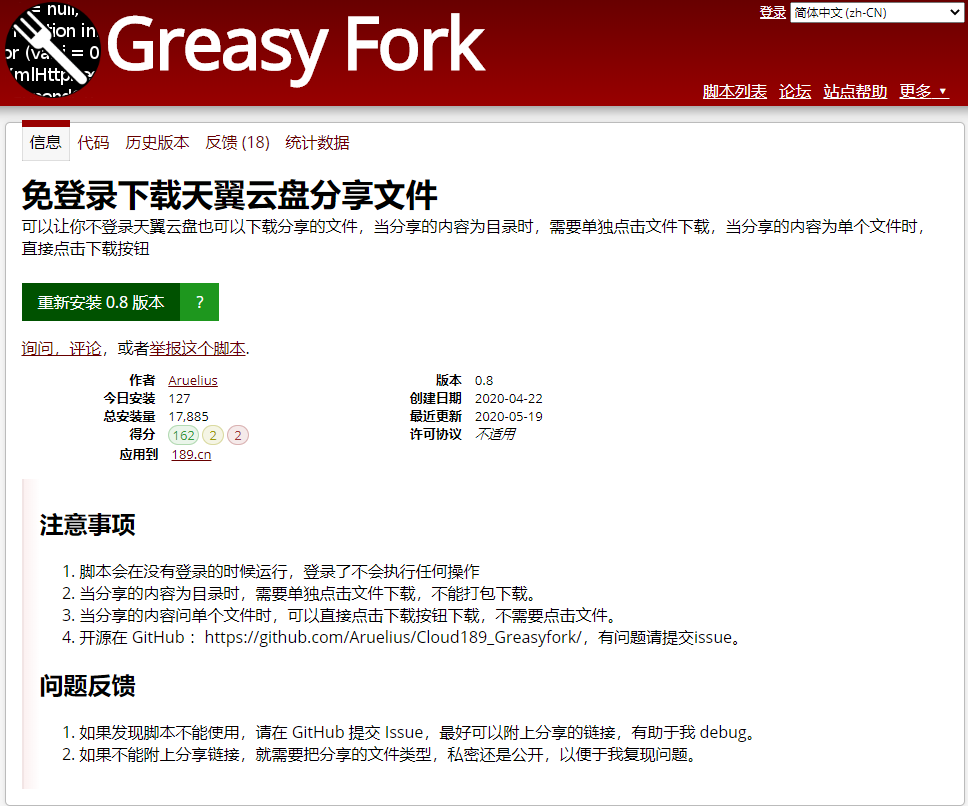 = null,
登录 简体中文 (zh-CN)
Greasy Fork
脚本列表 论坛 站点帮助 更多 ▼
信息 代码 历史版本 反馈 (18) 统计数据
免登录下载天翼云盘分享文件
可以让你不登录天翼云盘也可以下载分享的文件，当分享的内容为目录时，需要单独点击文件下载，当分享的内容为单个文件时，
直接点击下载按钮
重新安装 0.8 版本 ?
询问，评论，或者举报这个脚本.
作者 Aruelius 版本 0.8
今日安装 127 创建日期 2020-04-22
总安装量 17,885 最近更新 2020-05-19
得分 162 2 2 许可协议 不适用
应用到 189.cn
注意事项
1. 脚本会在没有登录的时候运行，登录了不会执行任何操作
2. 当分享的内容为目录时，需要单独点击文件下载，不能打包下载。
3. 当分享的内容问单个文件时，可以直接点击下载按钮下载，不需要点击文件。
4. 开源在 GitHub ：https://github.com/Aruelius/Cloud189_Greasyfork/，有问题请提交issue。
问题反馈
1. 如果发现脚本不能使用，请在 GitHub 提交 Issue，最好可以附上分享的链接，有助于我 debug。
2. 如果不能附上分享链接，就需要把分享的文件类型，私密还是公开，以便于我复现问题。